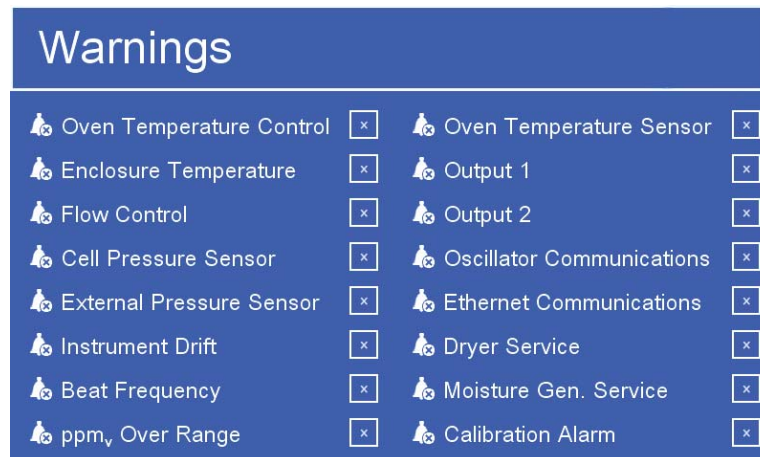 Warnings
Oven Temperature Control
Enclosure Temperature
Flow Control
Cell Pressure Sensor
External Pressure Sensor
Instrument Drift
Beat Frequency
ppmᵥ Over Range
Oven Temperature Sensor
Output 1
Output 2
Oscillator Communications
Ethernet Communications
Dryer Service
Moisture Gen. Service
Calibration Alarm